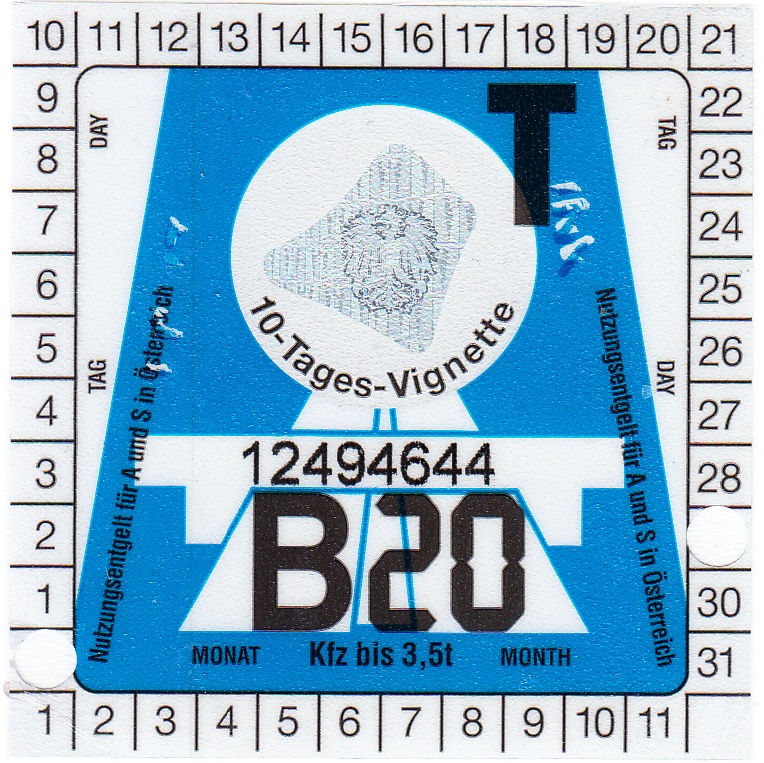 10 11 12 13 14 15 16 17 18 19 20 21
9
8
7
6
5
4
3
2
1
22
23
24
25
26
27
28
30
31
DAY
TAG
TAG
DAY
T
10-Tages-Vignette
Nutzungsentgelt für A und S in Österreich
Nutzungsentgelt für A und S in Österreich
12494644
B20
MONAT Kfz bis 3,5t MONTH
1 2 3 4 5 6 7 8 9 10 11